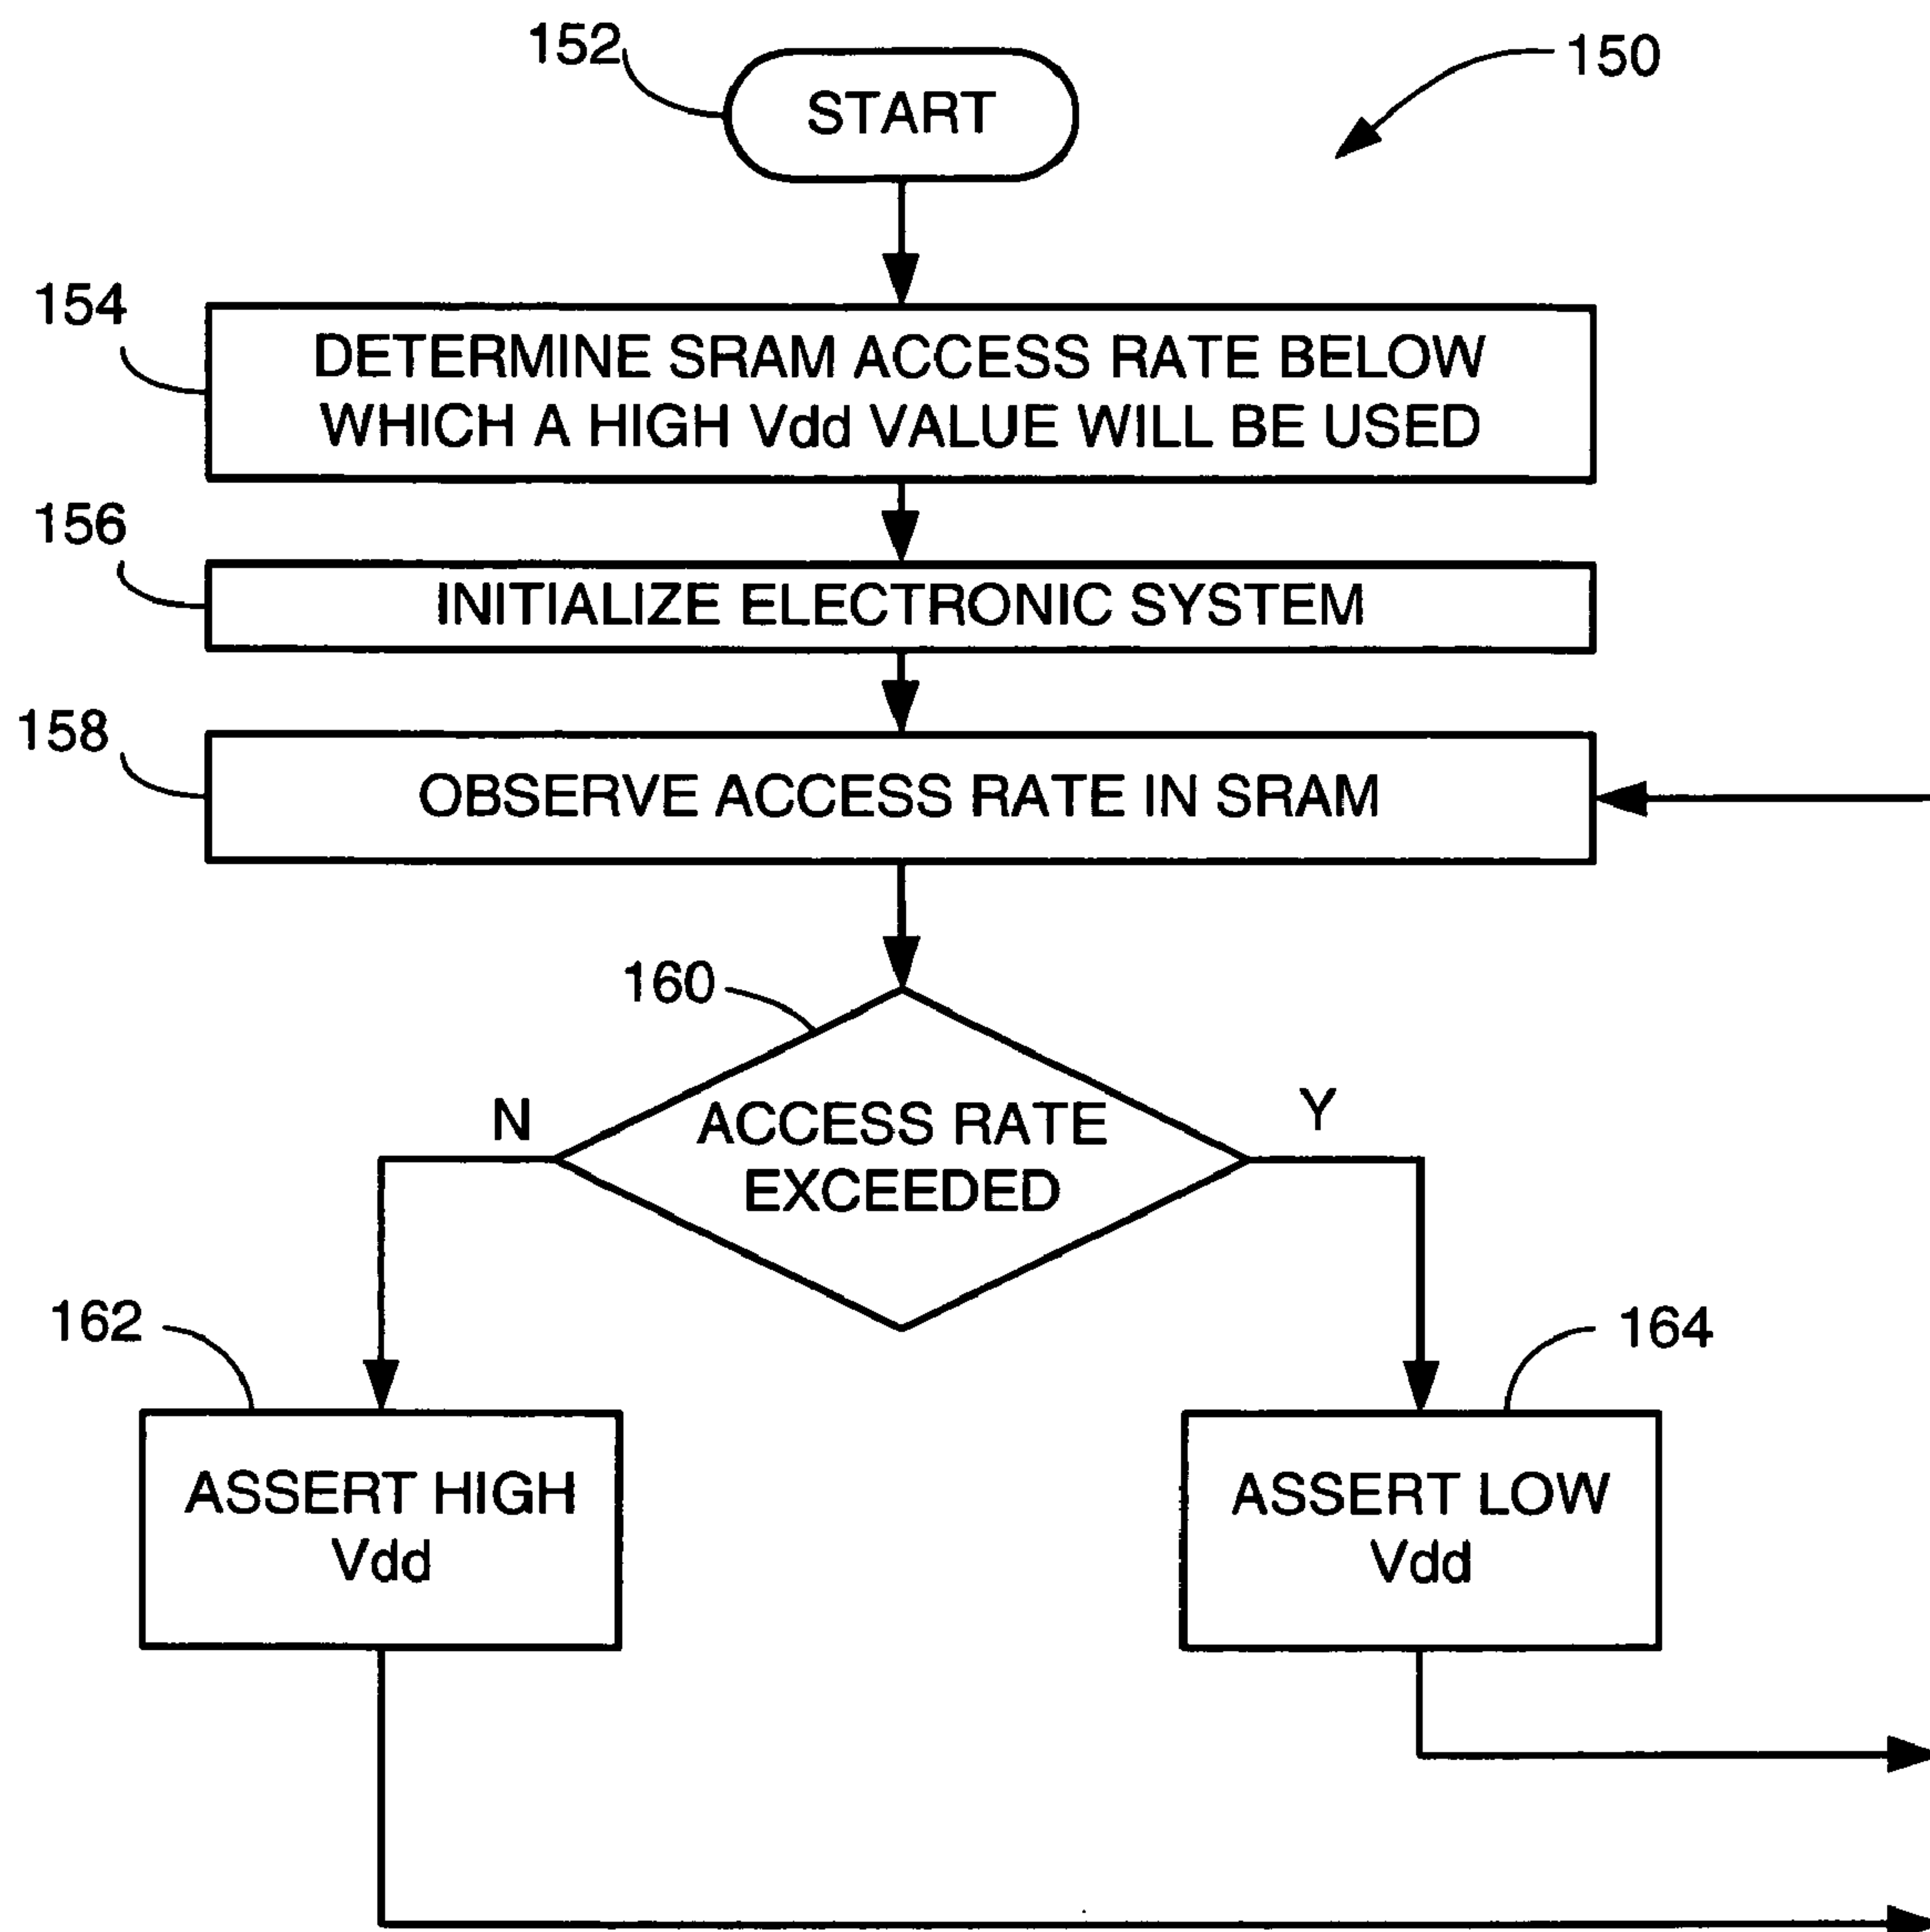 152
START
150
154
DETERMINE SRAM ACCESS RATE BELOW
WHICH A HIGH Vdd VALUE WILL BE USED
156
INITIALIZE ELECTRONIC SYSTEM
158
OBSERVE ACCESS RATE IN SRAM
160
N
ACCESS RATE
EXCEEDED
Y
162
164
ASSERT HIGH
Vdd
ASSERT LOW
Vdd